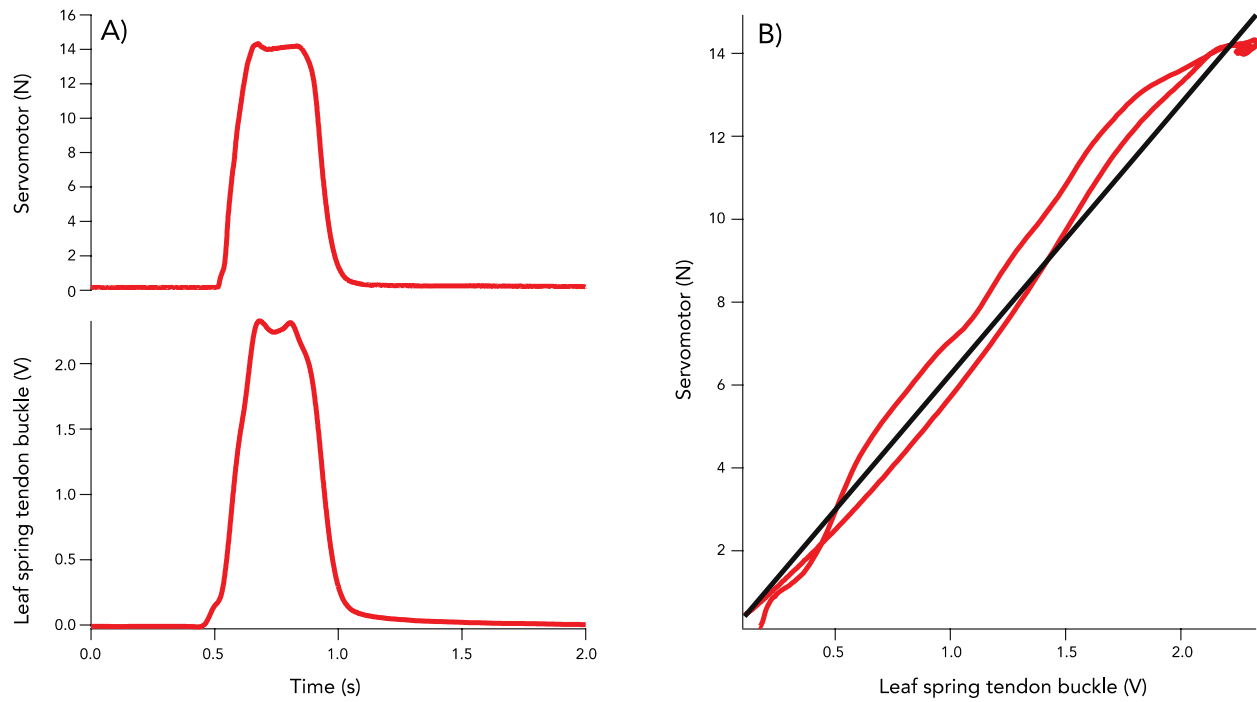 A)
Servomotor (N)
16
14
12
10
8
6
4
2
0
Leaf spring tendon buckle (V)
2.0
1.5
1.0
0.5
0.0
0.0 0.5 1.0 1.5 2.0
Time (s)
B)
Servomotor (N)
14
12
10
8
6
4
2
0.5 1.0 1.5 2.0
Leaf spring tendon buckle (V)